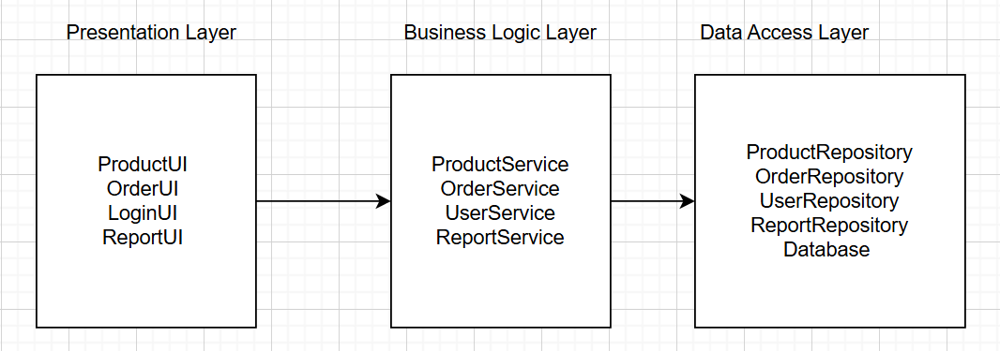 Presentation Layer
Business Logic Layer
Data Access Layer
ProductUI
OrderUI
LoginUI
ReportUI
ProductService
OrderService
UserService
ReportService
ProductRepository
OrderRepository
UserRepository
ReportRepository
Database